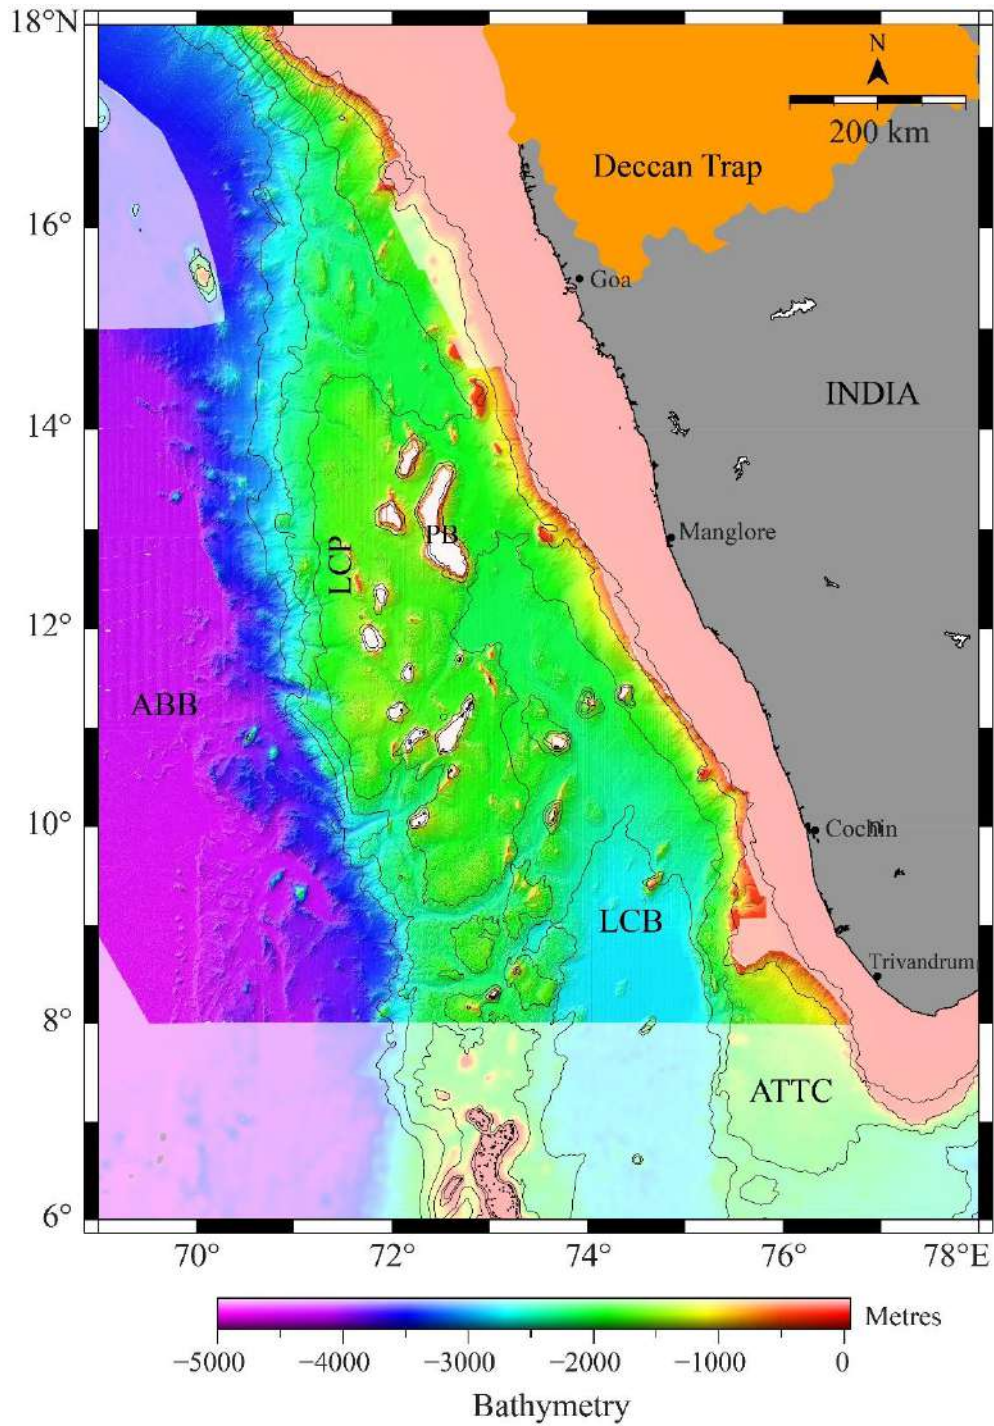 18°N
N
200 km
Deccan Trap
16°
Goa
INDIA
14°
PB
Manglore
LCP
12°
ABB
10°
Cochin
LCB
Trivandrum
8°
ATTC
6°
70° 72° 74° 76° 78°E
Metres
−5000 −4000 −3000 −2000 −1000 0
Bathymetry